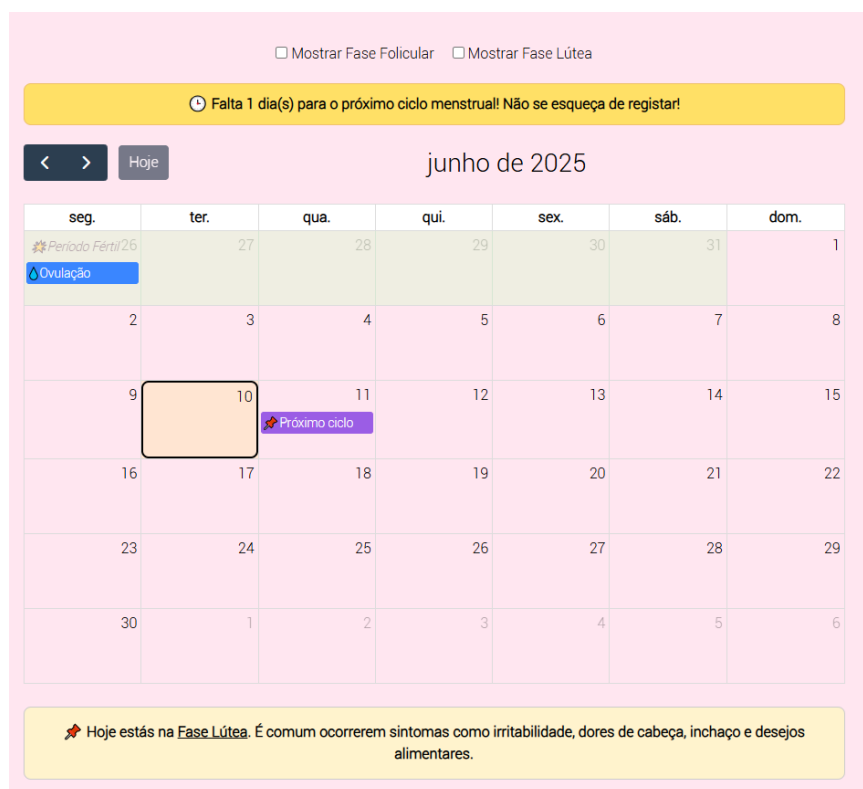 Mostrar Fase Folicular Mostrar Fase Lútea
Falta 1 dia(s) para o próximo ciclo menstrual! Não se esqueça de registar!
Hoje junho de 2025
seg. ter. qua. qui. sex. sáb. dom.
Período Fértil 26 27 28 29 30 31 1
Ovulação
2 3 4 5 6 7 8
9 10 11 12 13 14 15
Próximo ciclo
16 17 18 19 20 21 22
23 24 25 26 27 28 29
30 1 2 3 4 5 6
Hoje estás na Fase Lútea. É comum ocorrerem sintomas como irritabilidade, dores de cabeça, inchaço e desejos
alimentares.